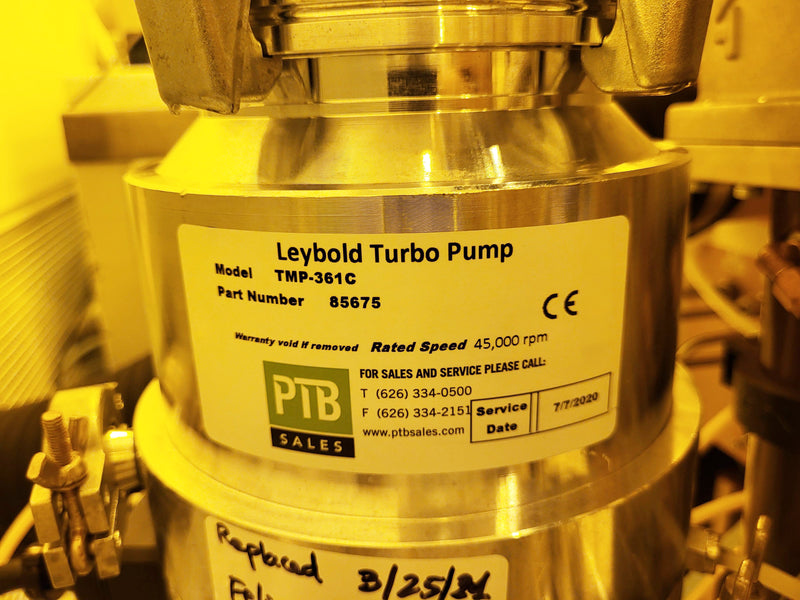 Leybold Turbo Pump
Model TMP-361C
Part Number 85675
CE
Warranty void if removed Rated Speed 45,000 rpm
PTB
SALES
FOR SALES AND SERVICE PLEASE CALL:
T (626) 334-0500
F (626) 334-2151
www.ptbsales.com
Service
Date
7/7/2020
Replaced